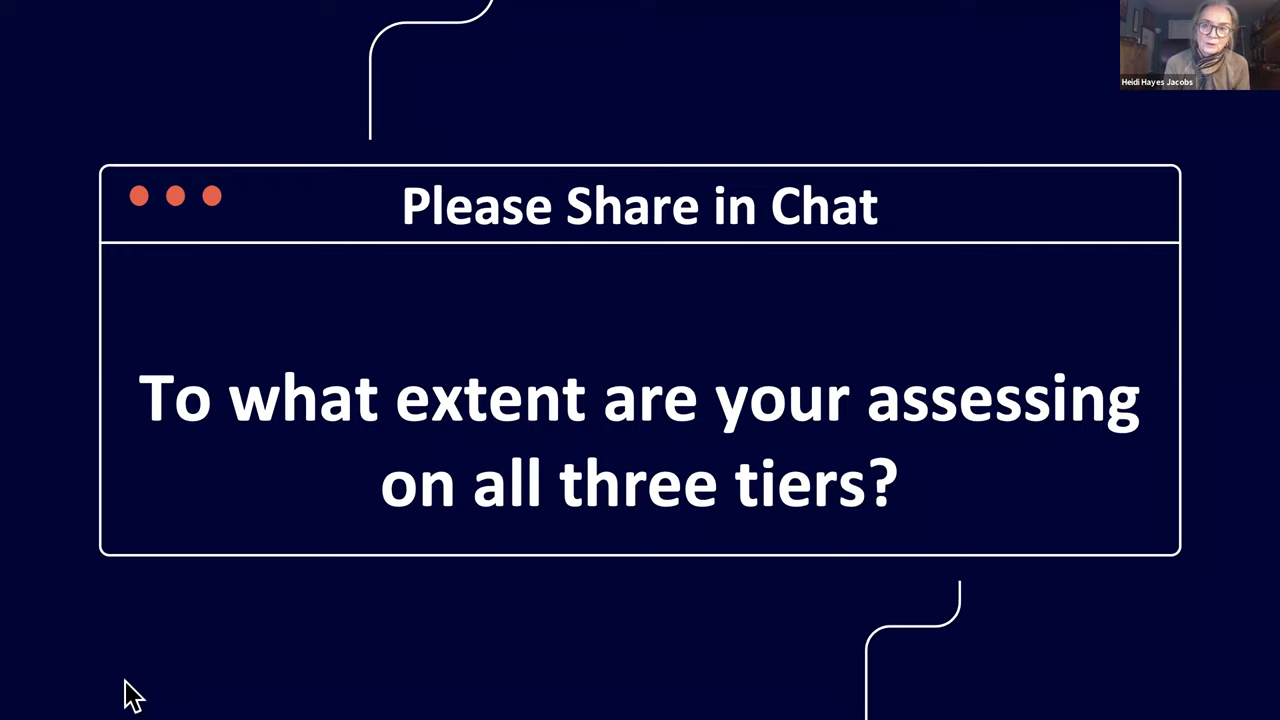 Heidi Hayes Jacobs
Please Share in Chat
To what extent are your assessing
on all three tiers?